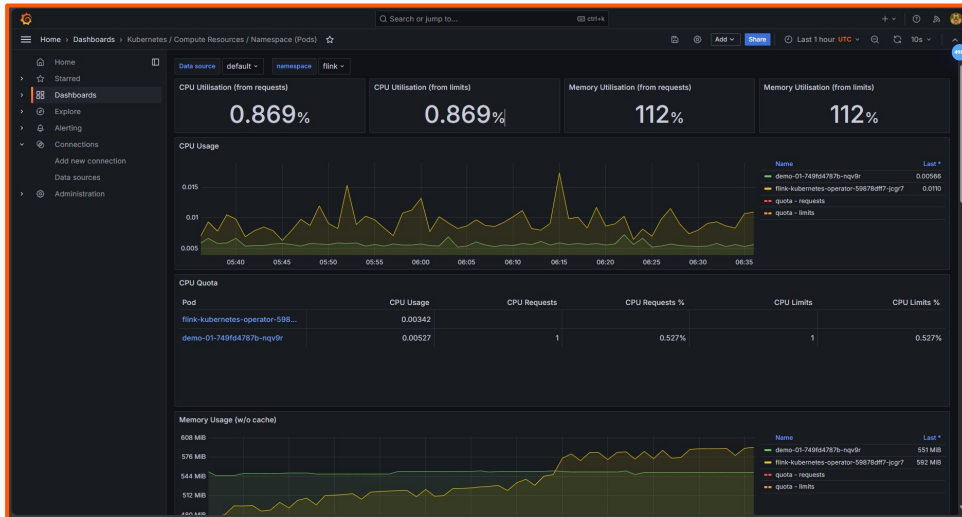 Search or jump to...
ctrl+k
Home › Dashboards › Kubernetes / Compute Resources / Namespace (Pods)
Add
Share
Last 1 hour UTC
10s
Home
Starred
Dashboards
Explore
Alerting
Connections
Add new connection
Data sources
Administration
Data source default namespace flink
CPU Utilisation (from requests)
0.869%
CPU Utilisation (from limits)
0.869%
Memory Utilisation (from requests)
112%
Memory Utilisation (from limits)
112%
CPU Usage
0.015
0.01
0.005
05:40 05:45 05:50 05:55 06:00 06:05 06:10 06:15 06:20 06:25 06:30 06:35
Name Last *
demo-01-749fd4787b-nqv9r 0.00566
flink-kubernetes-operator-59878dff7-jcgr7 0.0110
quota - requests
quota - limits
CPU Quota
Pod CPU Usage CPU Requests CPU Requests % CPU Limits CPU Limits %
flink-kubernetes-operator-598... 0.00342
demo-01-749fd4787b-nqv9r 0.00527 1 0.527% 1 0.527%
Memory Usage (w/o cache)
608 MiB
576 MiB
544 MiB
512 MiB
480 MiB
Name Last *
demo-01-749fd4787b-nqv9r 551 MiB
flink-kubernetes-operator-59878dff7-jcgr7 592 MiB
quota - requests
quota - limits